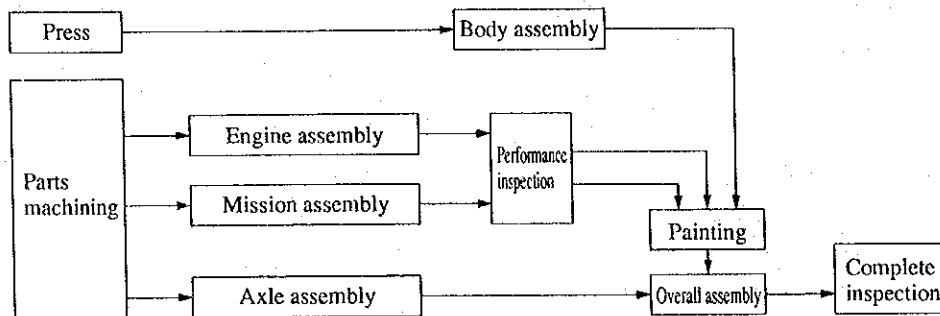 Press
Body assembly
Engine assembly
Performance
inspection
Parts
machining
Mission assembly
Painting
Axle assembly
Overall assembly
Complete
inspection